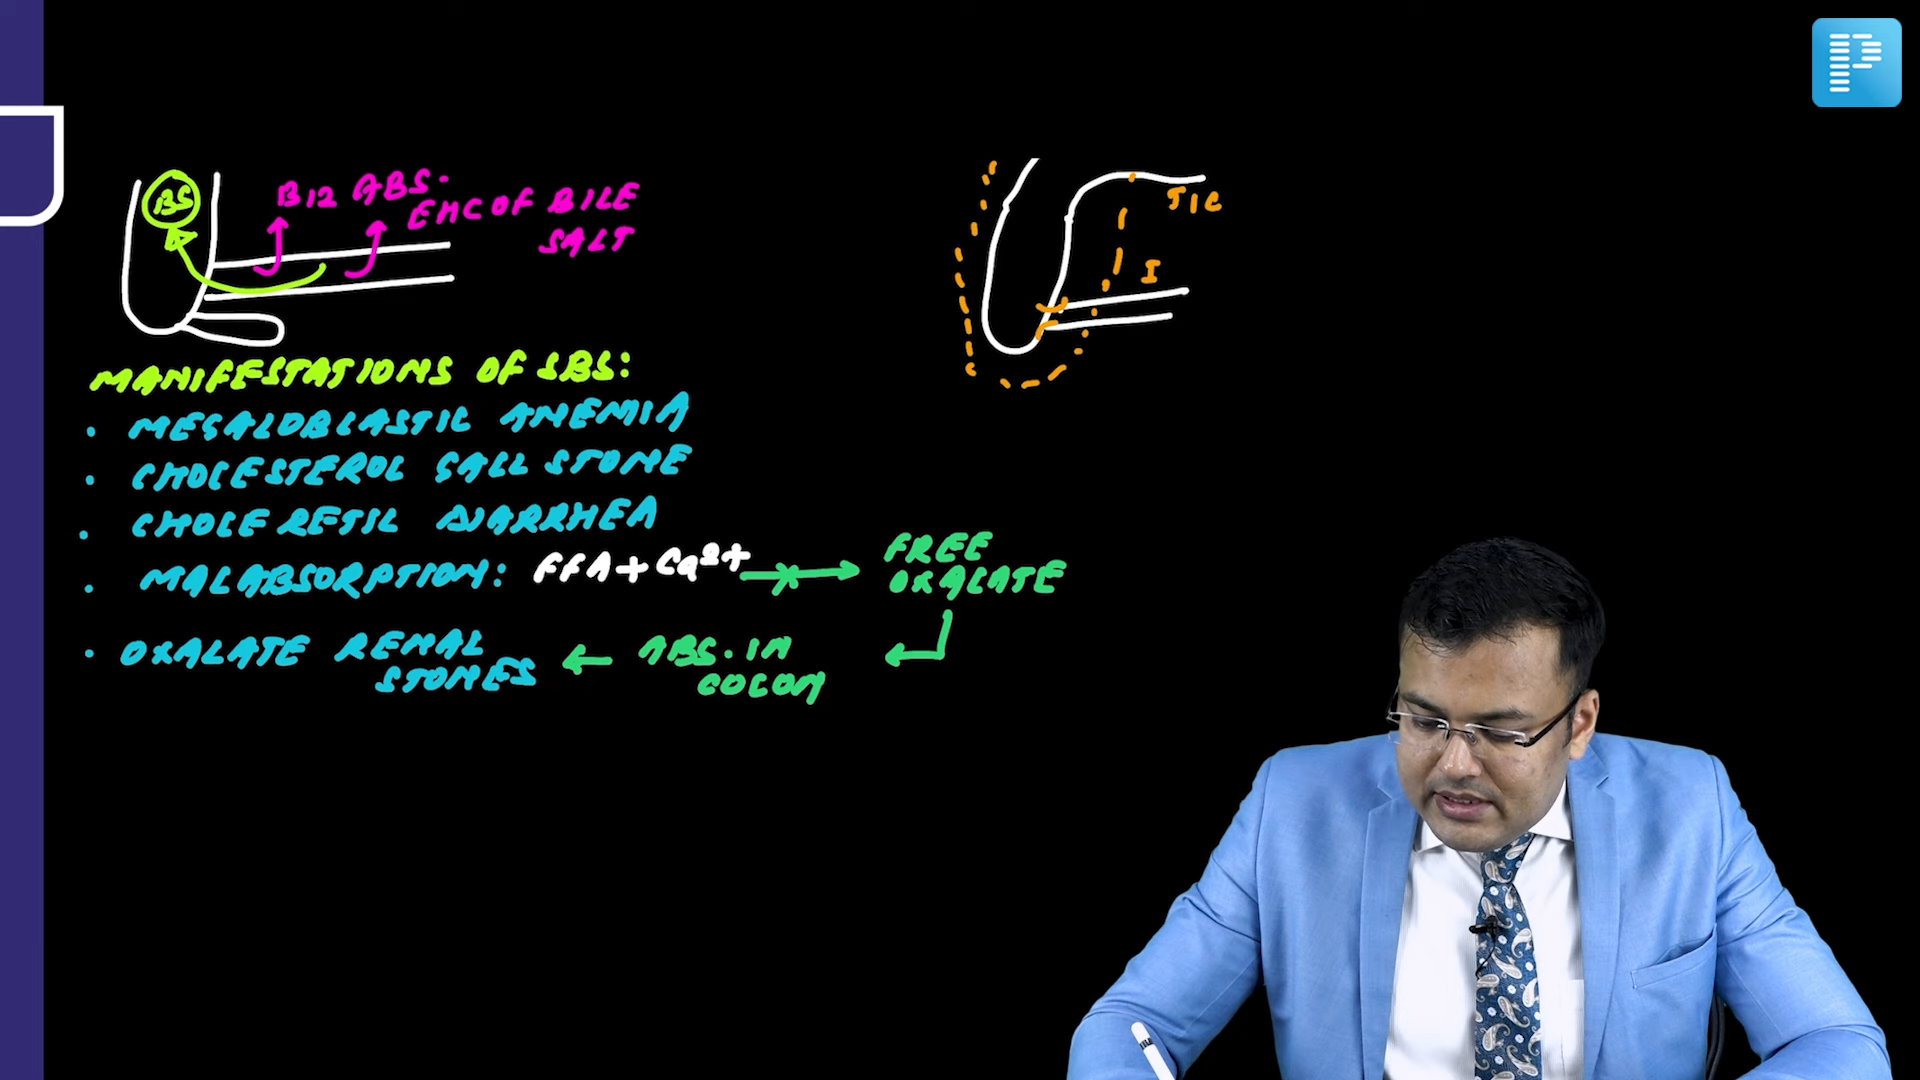 BS
B12 ABS.
EHC OF BILE
SALT
TIC
I
MANIFESTATIONS OF SBS:
• MEGALOBLASTIC ANEMIA
• CHOLESTEROL GALL STONE
• CHOLERETIC DIARRHEA
• MALABSORPTION: FFA + Ca2+
FREE
OXALATE
• OXALATE RENAL
STONES
ABS. IN
COLON